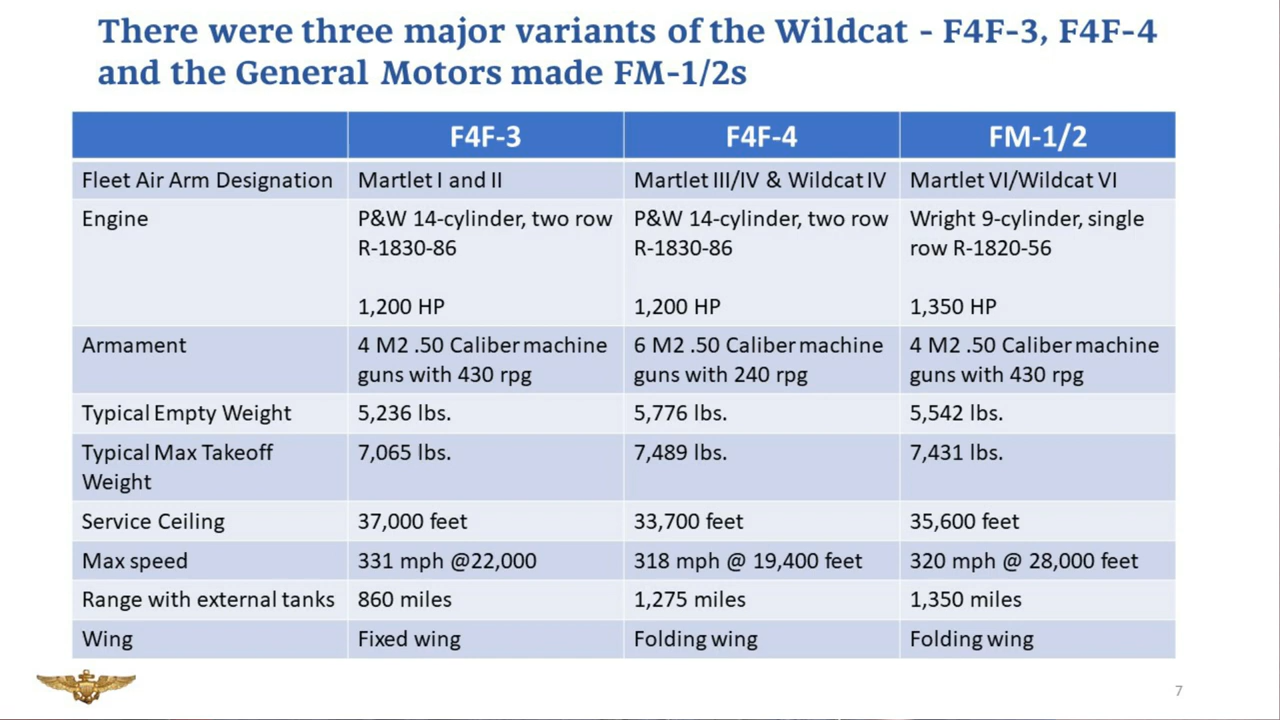 There were three major variants of the Wildcat - F4F-3, F4F-4
and the General Motors made FM-1/2s
F4F-3 F4F-4 FM-1/2
Fleet Air Arm Designation Martlet I and II Martlet III/IV & Wildcat IV Martlet VI/Wildcat VI
Engine P&W 14-cylinder, two row P&W 14-cylinder, two row Wright 9-cylinder, single
R-1830-86 R-1830-86 row R-1820-56
1,200 HP 1,200 HP 1,350 HP
Armament 4 M2 .50 Caliber machine 6 M2 .50 Caliber machine 4 M2 .50 Caliber machine
guns with 430 rpg guns with 240 rpg guns with 430 rpg
Typical Empty Weight 5,236 lbs. 5,776 lbs. 5,542 lbs.
Typical Max Takeoff 7,065 lbs. 7,489 lbs. 7,431 lbs.
Weight
Service Ceiling 37,000 feet 33,700 feet 35,600 feet
Max speed 331 mph @22,000 318 mph @ 19,400 feet 320 mph @ 28,000 feet
Range with external tanks 860 miles 1,275 miles 1,350 miles
Wing Fixed wing Folding wing Folding wing
7